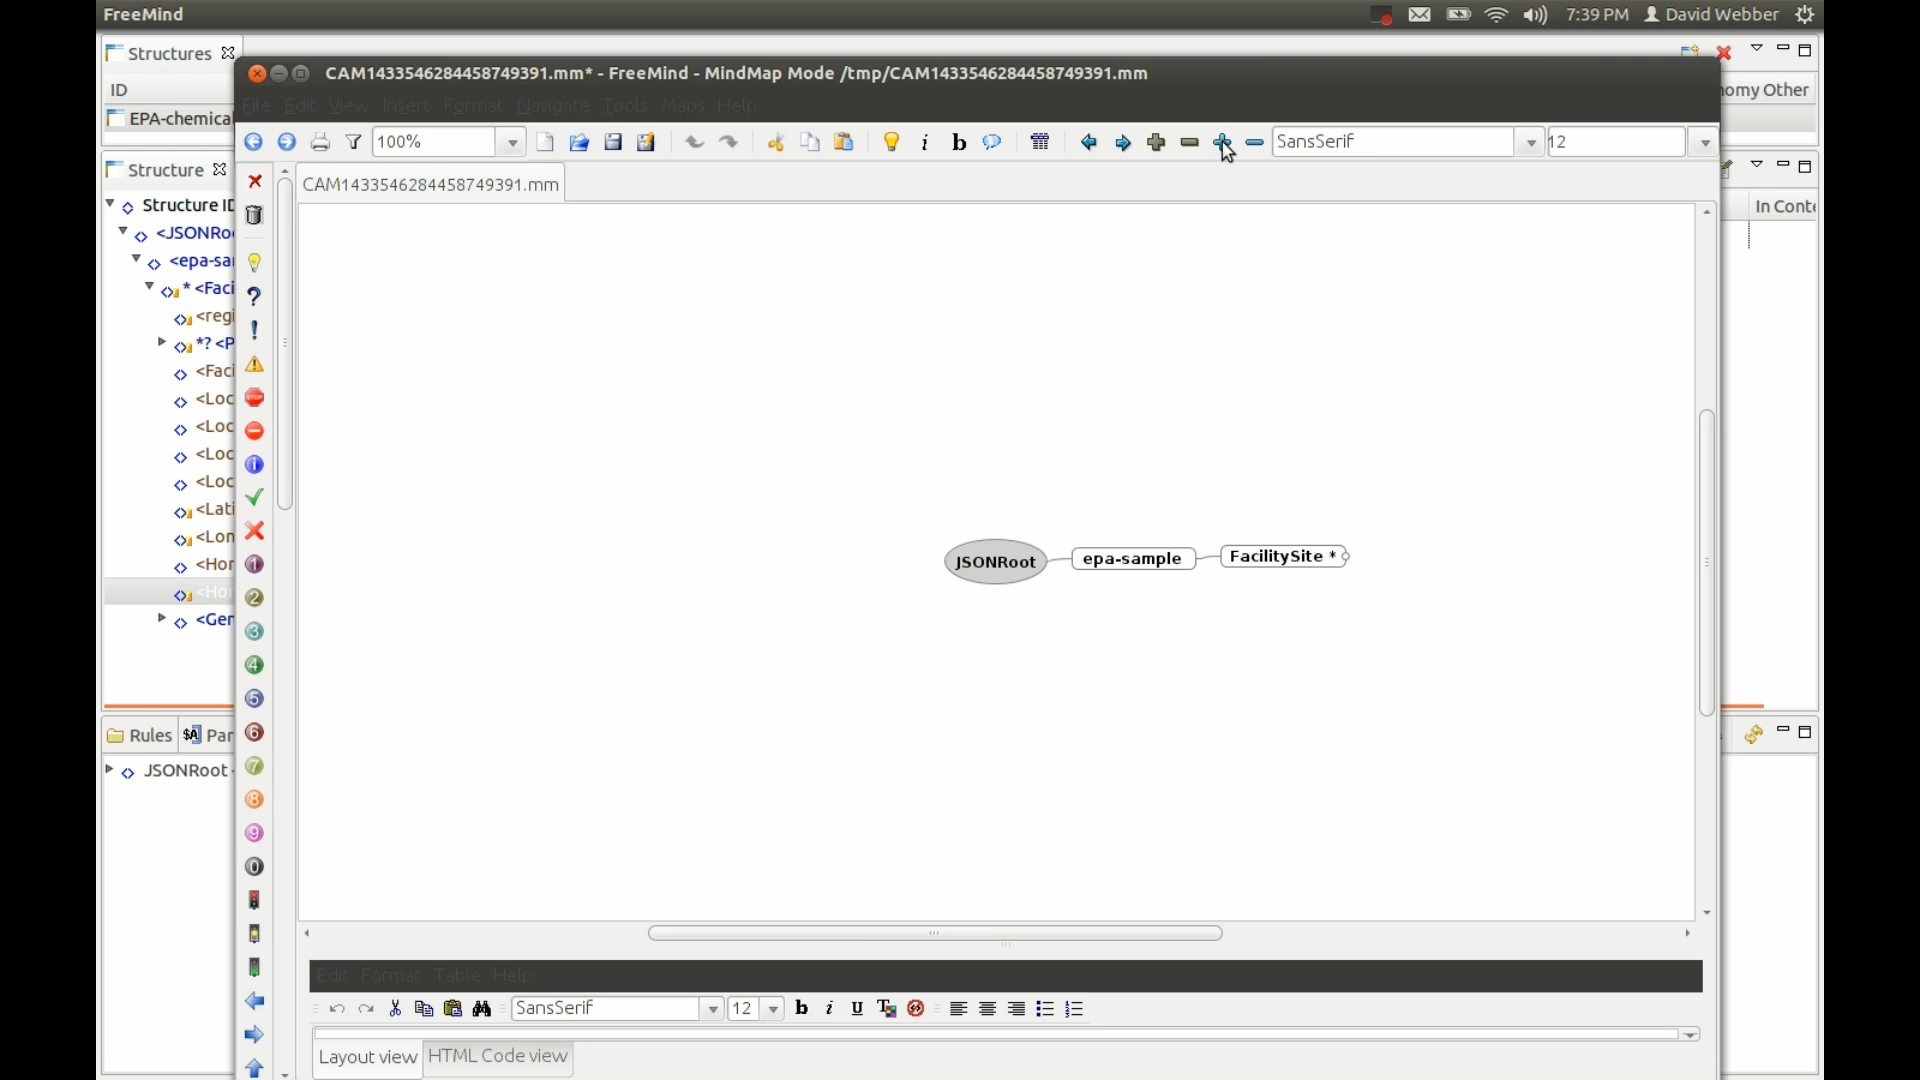 FreeMind
7:39 PM David Webber
Structures
ID
EPA-chemica
nomy Other
CAM1433546284458749391.mm* - FreeMind - MindMap Mode /tmp/CAM1433546284458749391.mm
File Edit View Insert Format Navigate Tools Maps Help
100%
SansSerif
12
CAM1433546284458749391.mm
Structure
In Conte
Structure ID
<JSONRo
<epa-sa
* <Faci
<regi
*? <P
<Faci
<Loc
<Loc
<Loc
<Loc
<Lati
<Lon
<Hor
<Hor
<Ger
STOP
JSONRoot
epa-sample
FacilitySite *
Rules
Par
JSONRoot
Edit Format Table Help
SansSerif
12
Layout view
HTML Code view